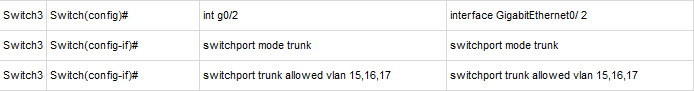 Switch3 Switch(config)# int g0/2 interface GigabitEthernet0/ 2
Switch3 Switch(config-if)# switchport mode trunk switchport mode trunk
Switch3 Switch(config-if)# switchport trunk allowed vlan 15,16,17 switchport trunk allowed vlan 15,16,17